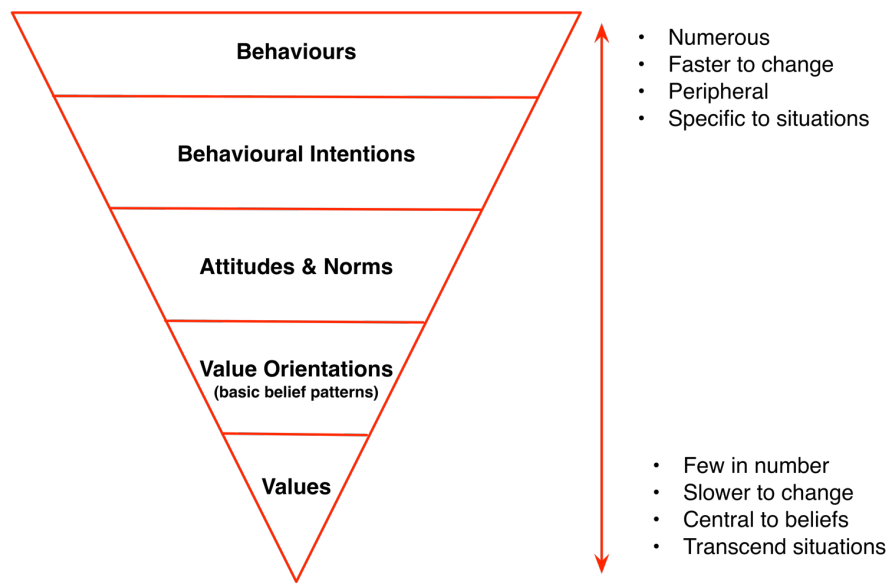 Behaviours
Behavioural Intentions
Attitudes & Norms
Value Orientations
(basic belief patterns)
Values
• Numerous
• Faster to change
• Peripheral
• Specific to situations
• Few in number
• Slower to change
• Central to beliefs
• Transcend situations